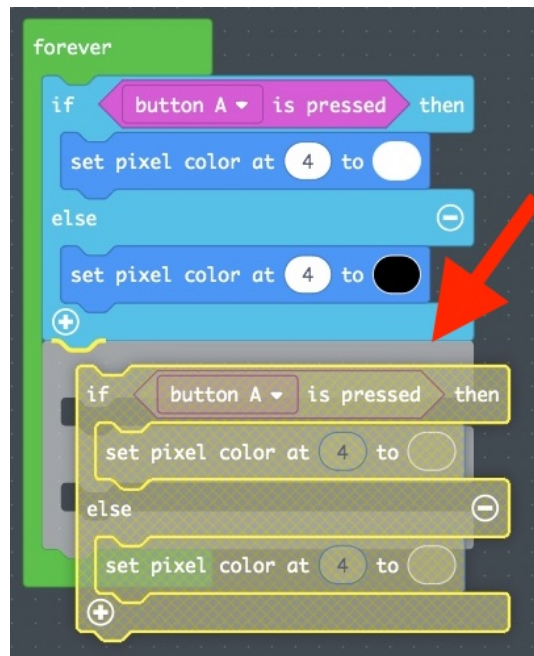 forever
if button A is pressed then
set pixel color at 4 to
else
set pixel color at 4 to
if button A is pressed then
set pixel color at 4 to
else
set pixel color at 4 to